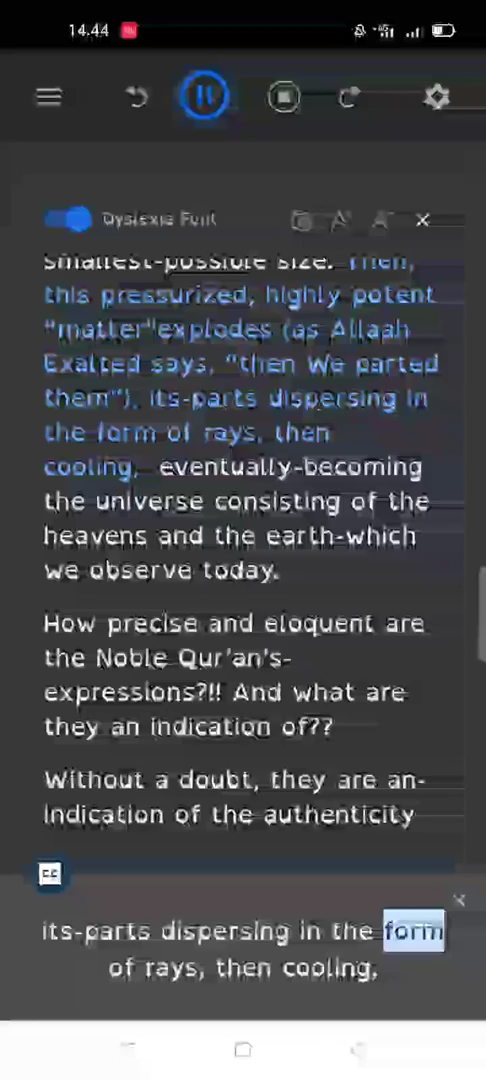 14.44
Dyslexia Font
smallest-possible size. Then,
this pressurized, highly potent
"matter"explodes (as Allaah
Exalted says, "then We parted
them"), its-parts dispersing in
the form of rays, then
cooling, eventually-becoming
the universe consisting of the
heavens and the earth-which
we observe today.
How precise and eloquent are
the Noble Qur'an's-
expressions?!! And what are
they an indication of??
Without a doubt, they are an-
indication of the authenticity
CC
its-parts dispersing in the form
of rays, then cooling,